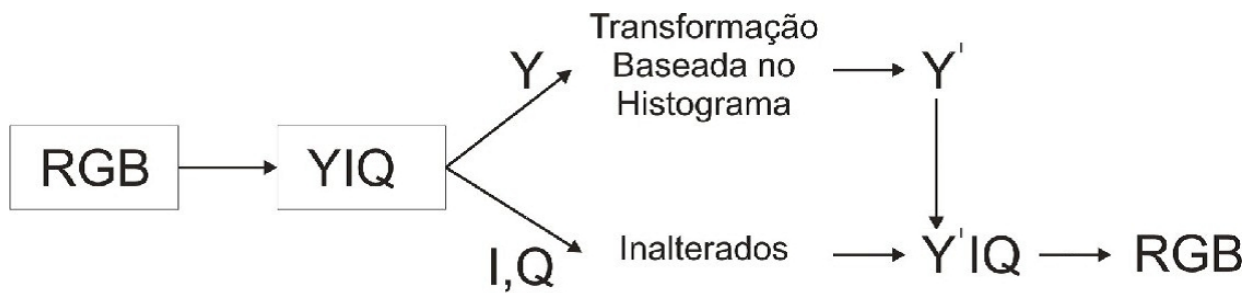 RGB
YIQ
Y
Transformação
Baseada no
Histograma
Y'
I,Q
Inalterados
Y'IQ
RGB